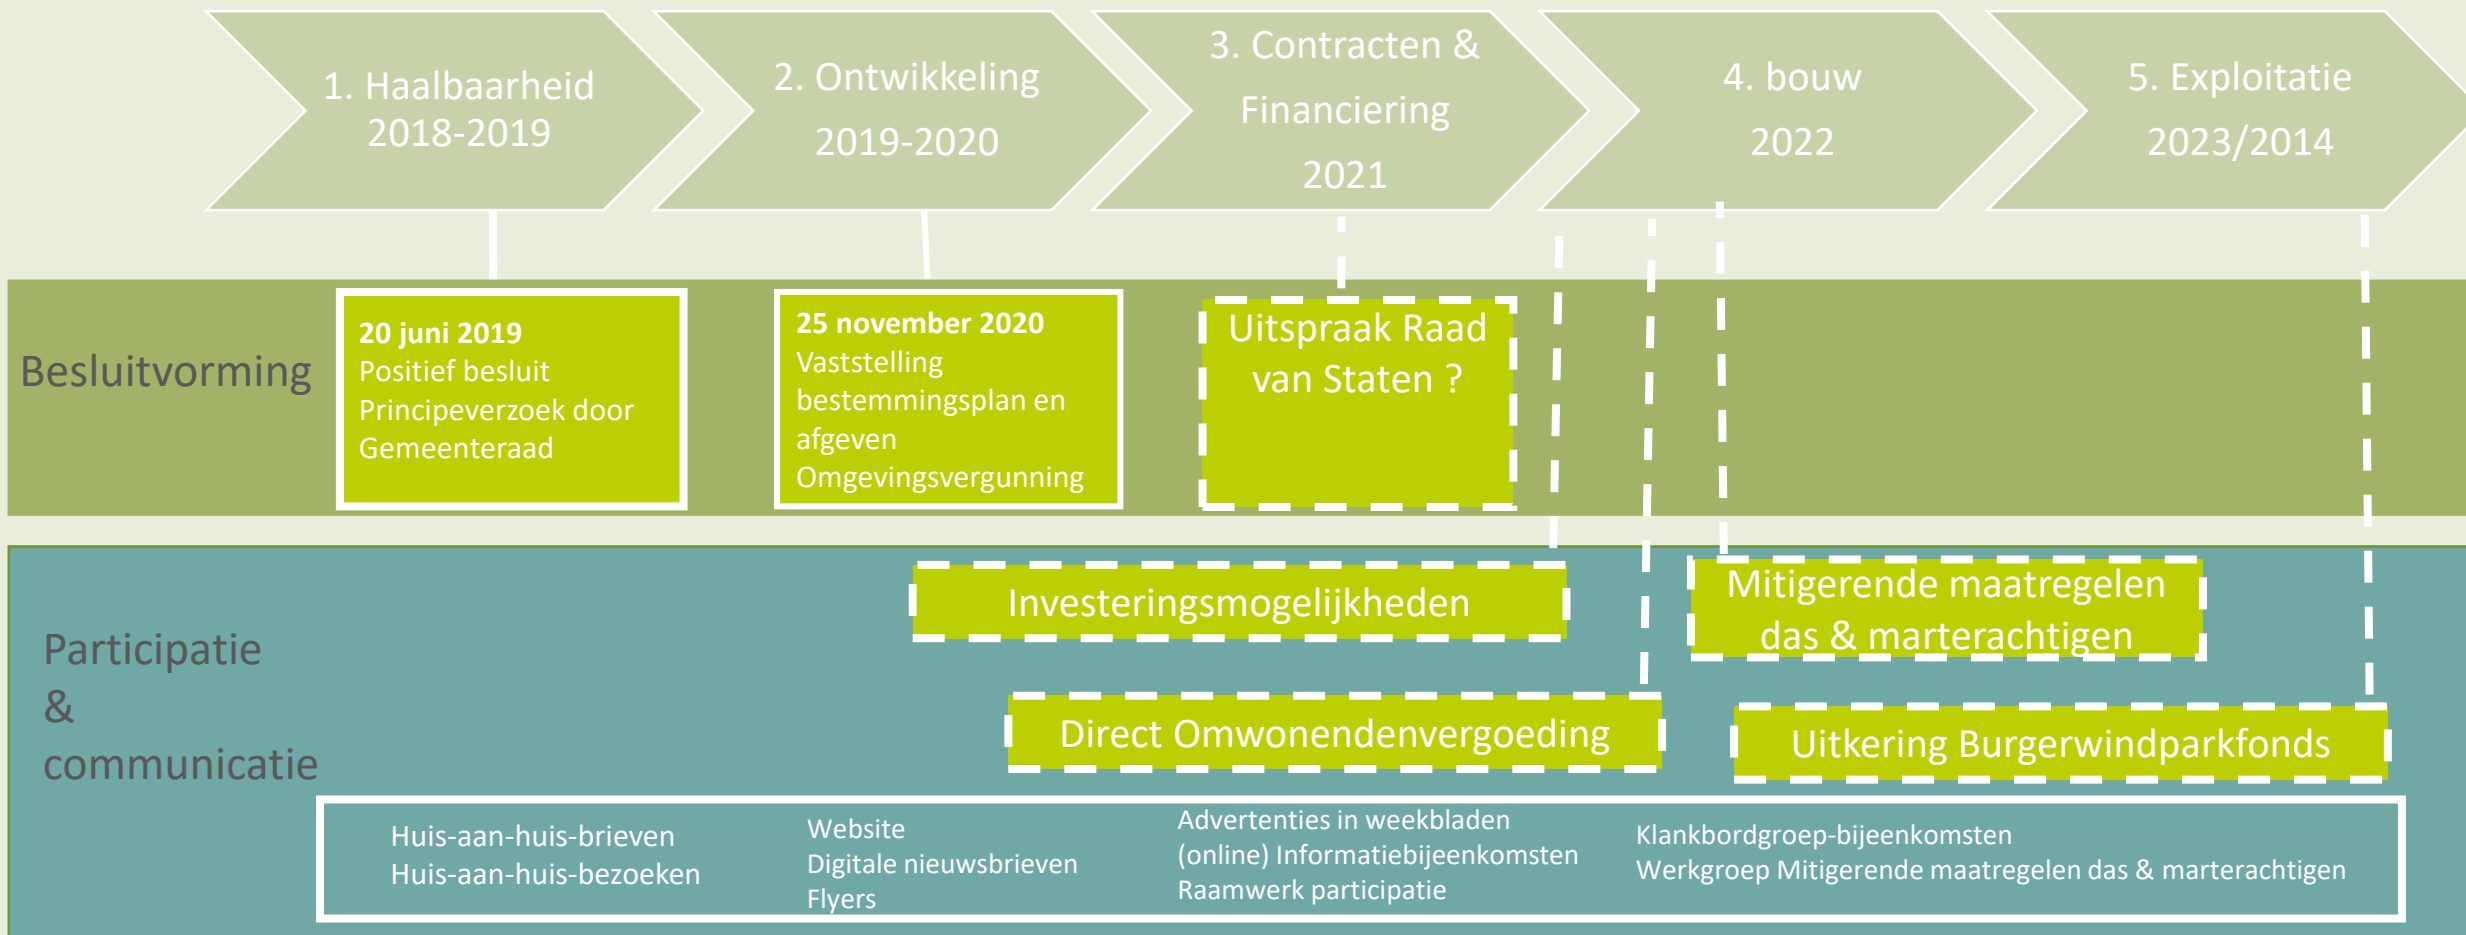 1. Haalbaarheid
2018-2019
2. Ontwikkeling
2019-2020
3. Contracten &
Financiering
2021
4. bouw
2022
5. Exploitatie
2023/2014
Besluitvorming
20 juni 2019
Positief besluit
Principeverzoek door
Gemeenteraad
25 november 2020
Vaststelling
bestemmingsplan en
afgeven
Omgevingsvergunning
Uitspraak Raad
van Staten ?
Participatie
&
communicatie
Investeringsmogelijkheden
Mitigerende maatregelen
das & marterachtigen
Direct Omwonendenvergoeding
Uitkering Burgerwindparkfonds
Huis-aan-huis-brieven
Huis-aan-huis-bezoeken
Website
Digitale nieuwsbrieven
Flyers
Advertenties in weekbladen
(online) Informatiebijeenkomsten
Raamwerk participatie
Klankbordgroep-bijeenkomsten
Werkgroep Mitigerende maatregelen das & marterachtigen